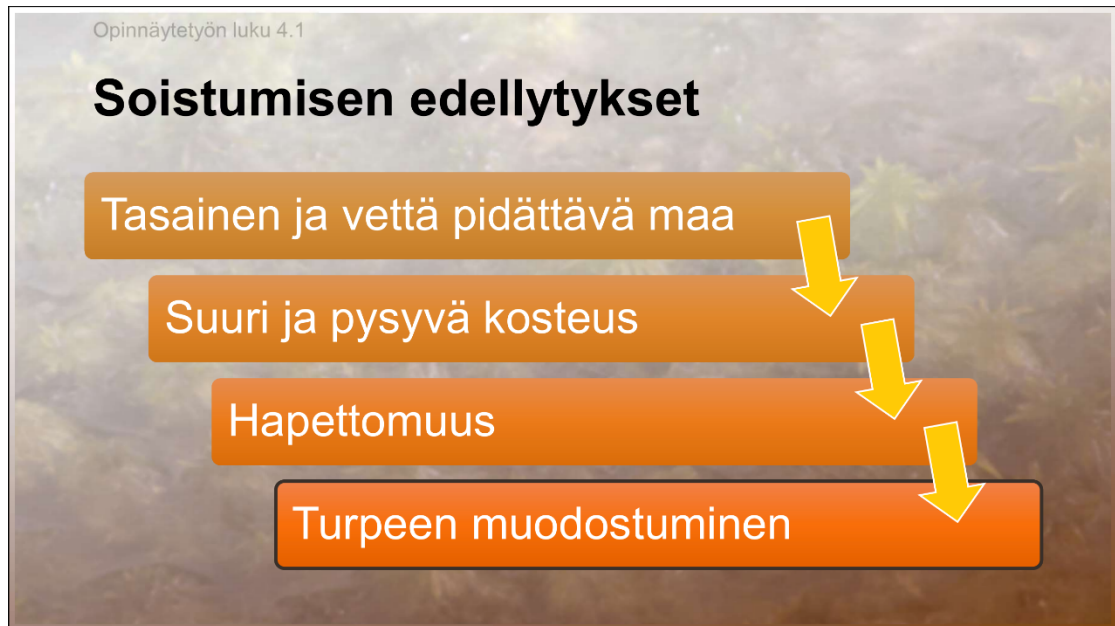 Opinnäytetyön luku 4.1
Soistumisen edellytykset
Tasainen ja vettä pidättävä maa
Suuri ja pysyvä kosteus
Hapettomuus
Turpeen muodostuminen